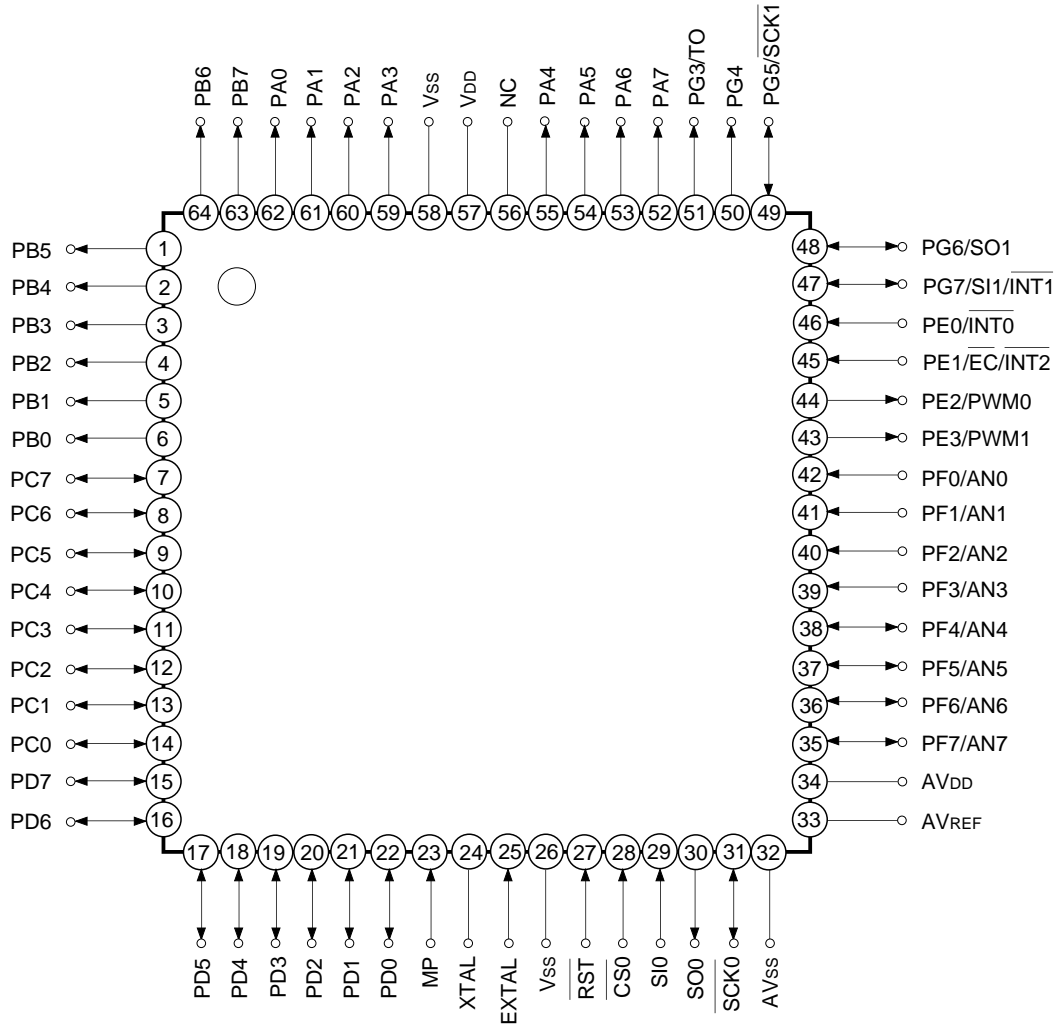 PB6
PB7
PA0
PA1
PA2
PA3
Vss
VDD
NC
PA4
PA5
PA6
PA7
PG3/TO
PG4
PG5/SCK1
64
63
62
61
60
59
58
57
56
55
54
53
52
51
50
49
PB5 1
PB4 2
PB3 3
PB2 4
PB1 5
PB0 6
PC7 7
PC6 8
PC5 9
PC4 10
PC3 11
PC2 12
PC1 13
PC0 14
PD7 15
PD6 16
48 PG6/SO1
47 PG7/SI1/INT1
46 PE0/INT0
45 PE1/EC/INT2
44 PE2/PWM0
43 PE3/PWM1
42 PF0/AN0
41 PF1/AN1
40 PF2/AN2
39 PF3/AN3
38 PF4/AN4
37 PF5/AN5
36 PF6/AN6
35 PF7/AN7
34 AVDD
33 AVREF
17
18
19
20
21
22
23
24
25
26
27
28
29
30
31
32
PD5
PD4
PD3
PD2
PD1
PD0
MP
XTAL
EXTAL
Vss
RST
CS0
SI0
SO0
SCK0
AVss